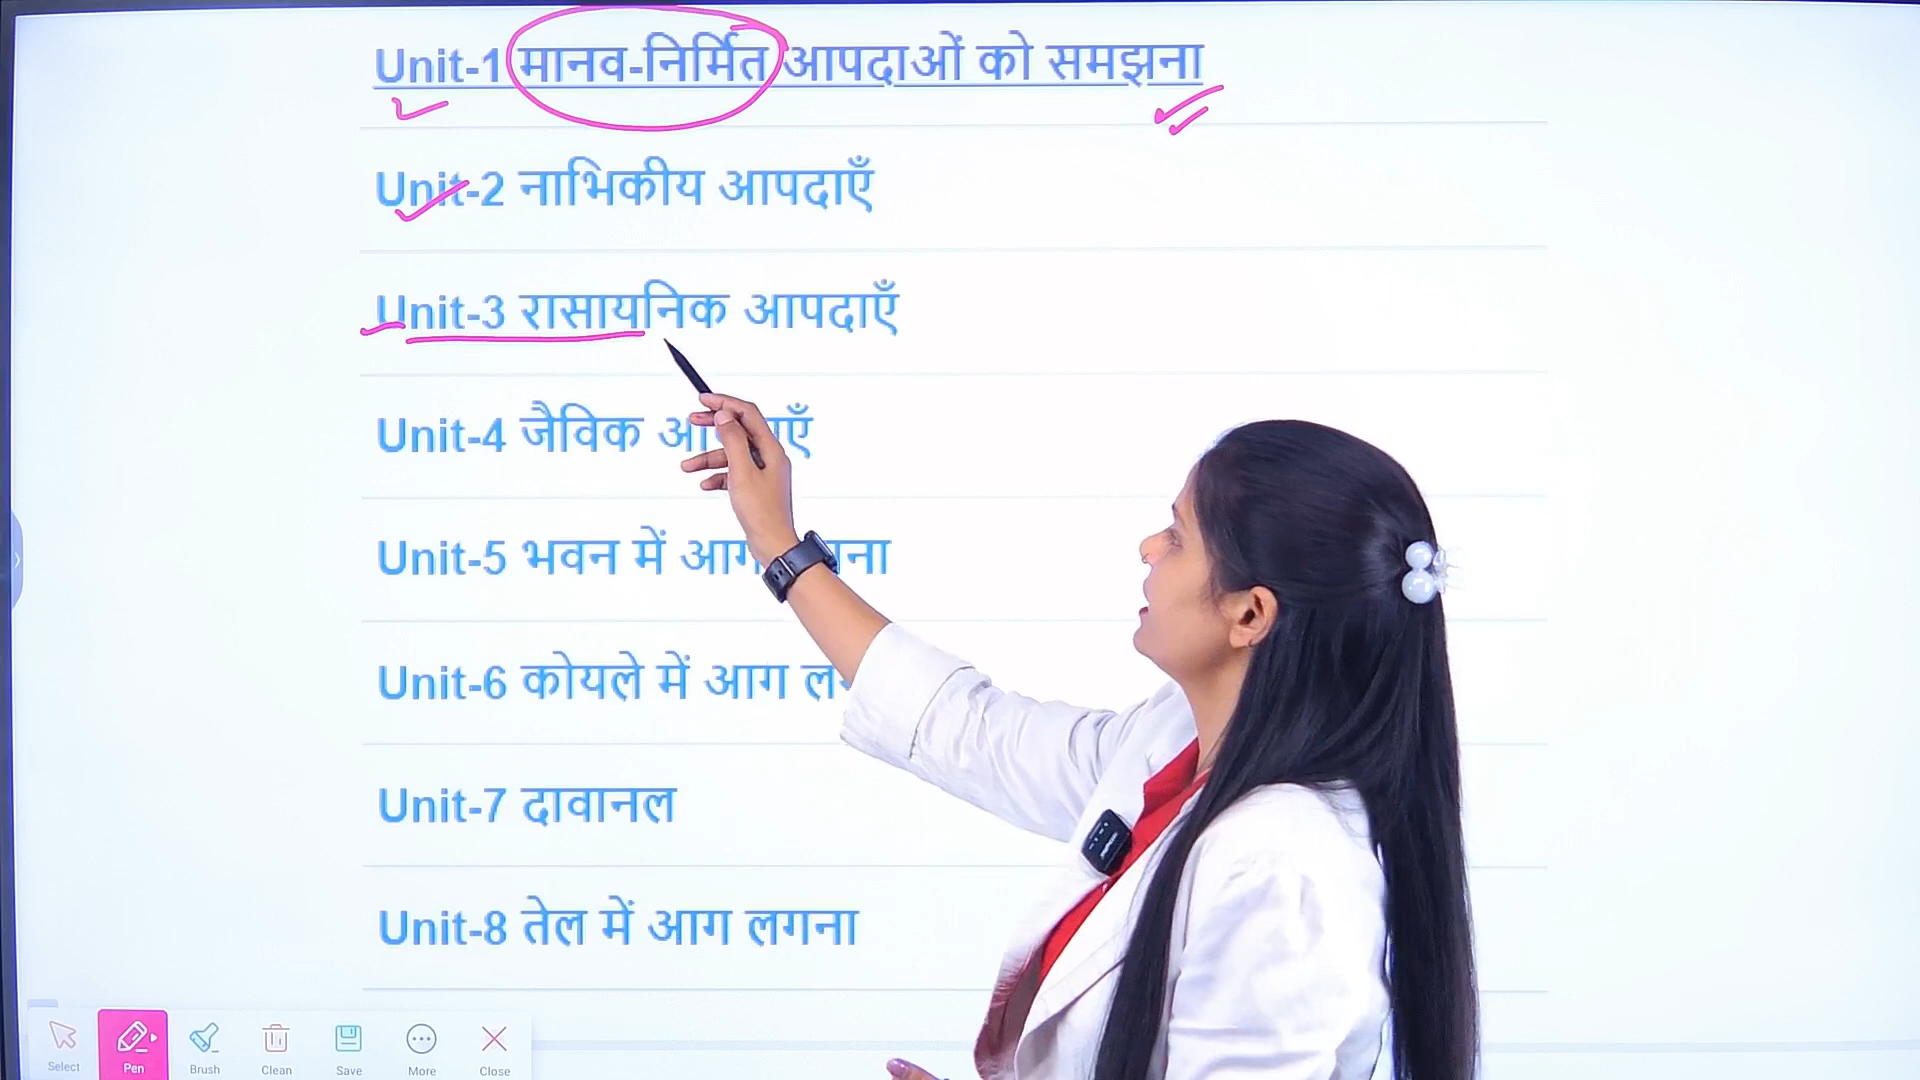 Unit-1 मानव-निर्मित आपदाओं को समझना
Unit-2 नाभिकीय आपदाएँ
Unit-3 रासायनिक आपदाएँ
Unit-4 जैविक
Unit-5 भवन में आग
Unit-6 कोयले में आग
Unit-7 दावानल
Unit-8 तेल में आग लगना
Select Pen Brush Clean Save More Close